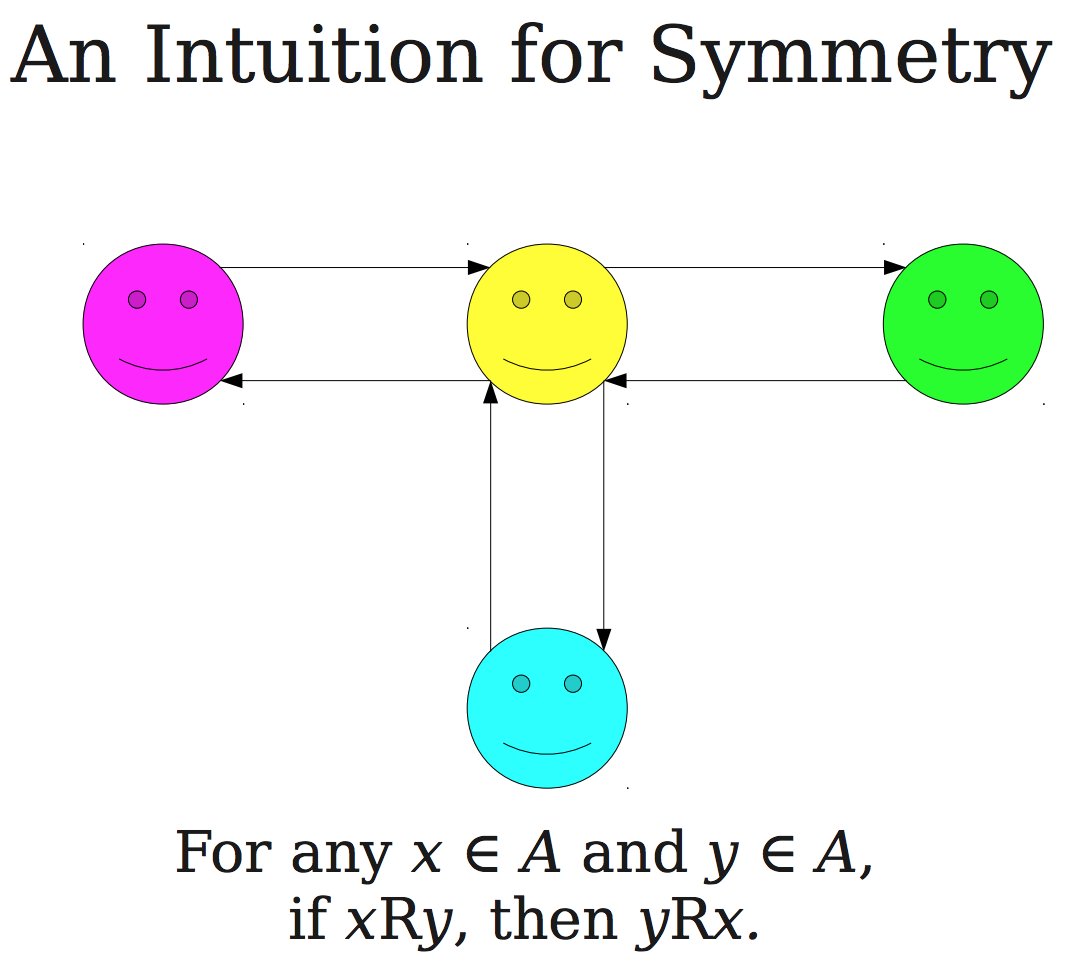 An Intuition for Symmetry
For any x ∈ A and y ∈ A,
if xRy, then yRx.